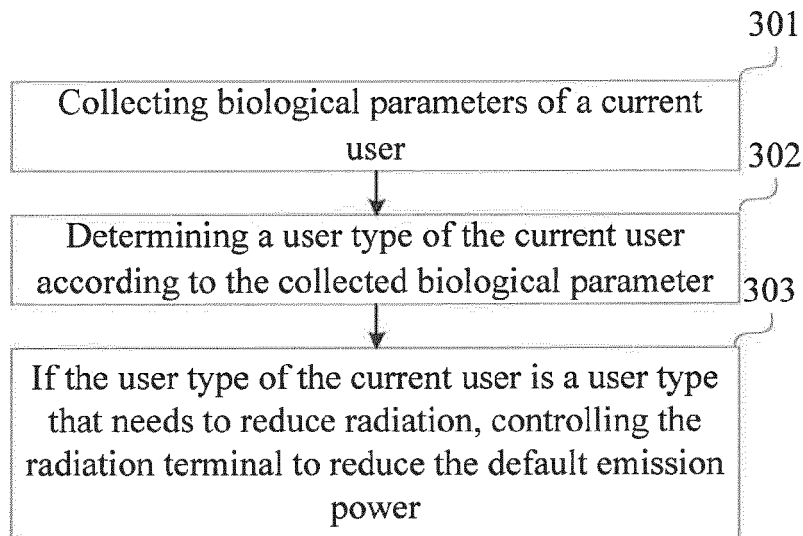 301
Collecting biological parameters of a current
user
302
Determining a user type of the current user
according to the collected biological parameter
303
If the user type of the current user is a user type
that needs to reduce radiation, controlling the
radiation terminal to reduce the default emission
power